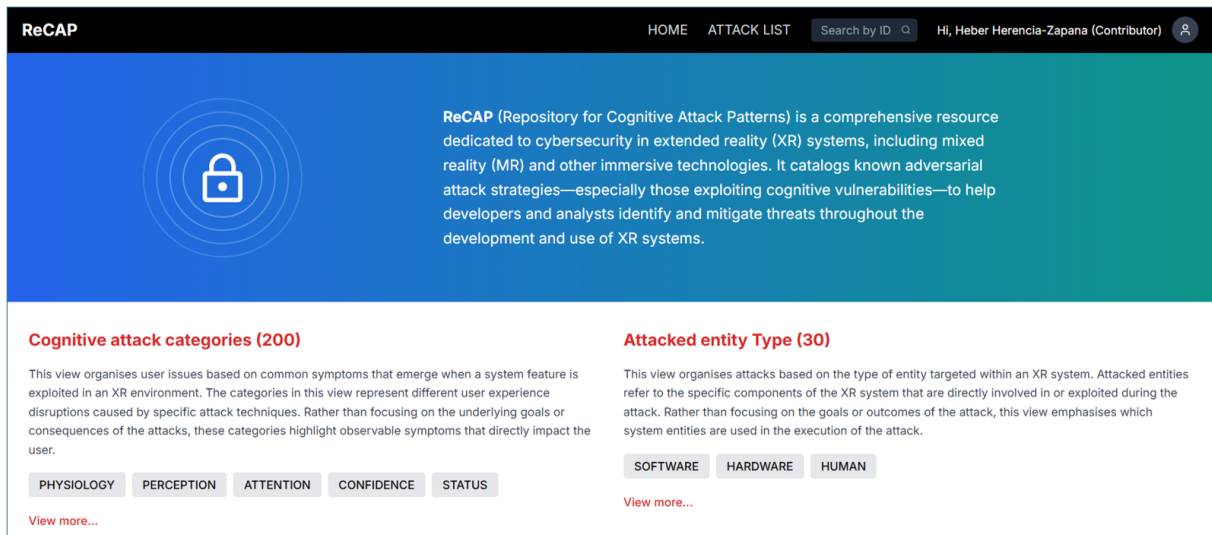 ReCAP
HOME
ATTACK LIST
Search by ID
Hi, Heber Herencia-Zapana (Contributor)
ReCAP (Repository for Cognitive Attack Patterns) is a comprehensive resource
dedicated to cybersecurity in extended reality (XR) systems, including mixed
reality (MR) and other immersive technologies. It catalogs known adversarial
attack strategies—especially those exploiting cognitive vulnerabilities—to help
developers and analysts identify and mitigate threats throughout the
development and use of XR systems.
Cognitive attack categories (200)
This view organises user issues based on common symptoms that emerge when a system feature is
exploited in an XR environment. The categories in this view represent different user experience
disruptions caused by specific attack techniques. Rather than focusing on the underlying goals or
consequences of the attacks, these categories highlight observable symptoms that directly impact the
user.
PHYSIOLOGY
PERCEPTION
ATTENTION
CONFIDENCE
STATUS
View more...
Attacked entity Type (30)
This view organises attacks based on the type of entity targeted within an XR system. Attacked entities
refer to the specific components of the XR system that are directly involved in or exploited during the
attack. Rather than focusing on the goals or outcomes of the attack, this view emphasises which
system entities are used in the execution of the attack.
SOFTWARE
HARDWARE
HUMAN
View more...